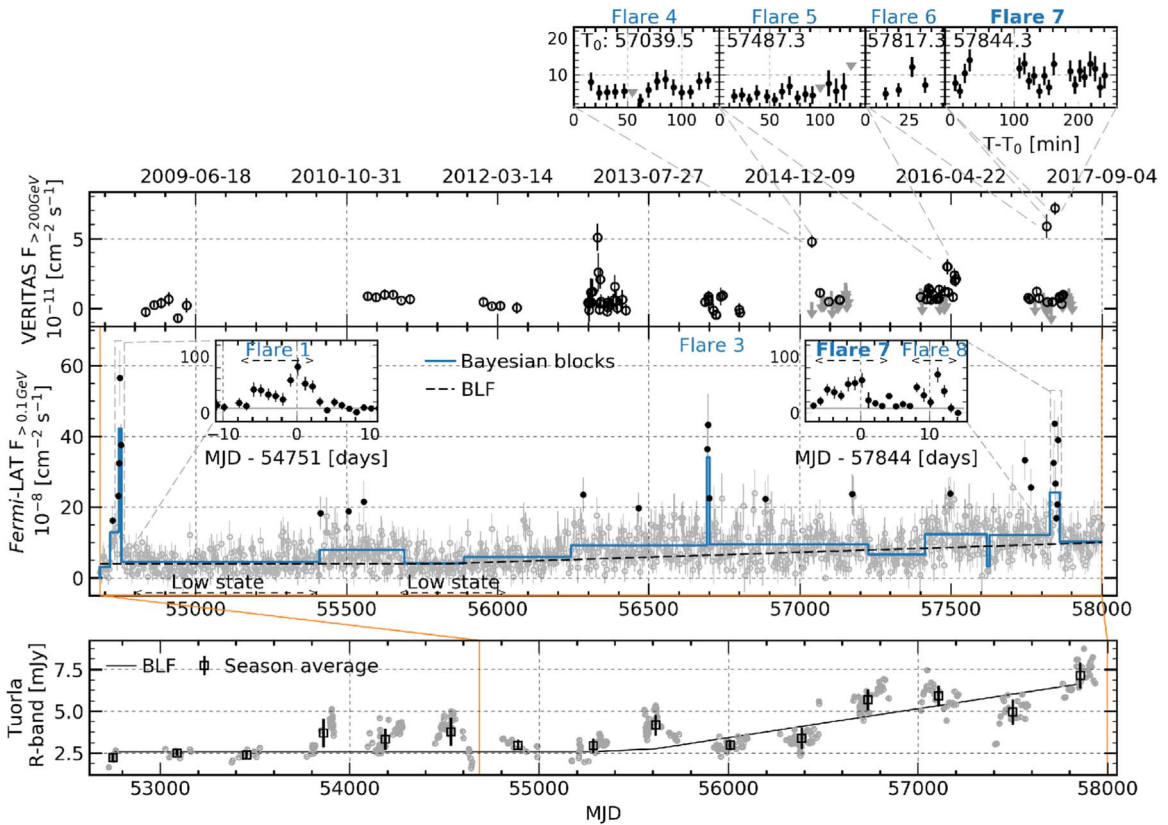 Flare 4 Flare 5 Flare 6 Flare 7
20
10
T0: 57039.5 57487.3 57817.3 57844.3
0 50 100 0 50 100 0 25 0 100 200
T-T0 [min]
2009-06-18 2010-10-31 2012-03-14 2013-07-27 2014-12-09 2016-04-22 2017-09-04
VERITAS F>200GeV
10−11 [cm−2 s−1]
5
0
Fermi-LAT F>0.1GeV
10−8 [cm−2 s−1]
60
40
20
0
100
0
Flare 1
−10 0 10
MJD - 54751 [days]
Bayesian blocks
BLF
Flare 3
100
0
Flare 7 Flare 8
0 10
MJD - 57844 [days]
Low state Low state
55000 55500 56000 56500 57000 57500 58000
Tuorla
R-band [mJy]
7.5
5.0
2.5
BLF Season average
53000 54000 55000 56000 57000 58000
MJD